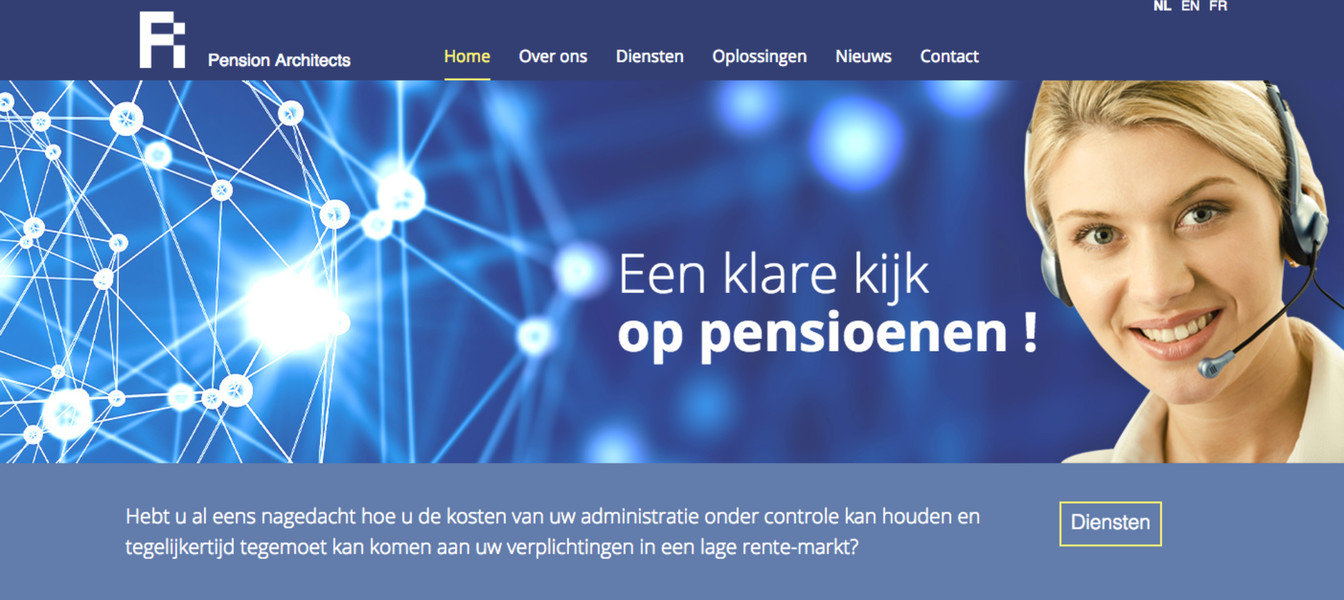 NL EN FR
Pension Architects
Home Over ons Diensten Oplossingen Nieuws Contact
Een klare kijk
op pensioenen !
Hebt u al eens nagedacht hoe u de kosten van uw administratie onder controle kan houden en
tegelijkertijd tegemoet kan komen aan uw verplichtingen in een lage rente-markt?
Diensten